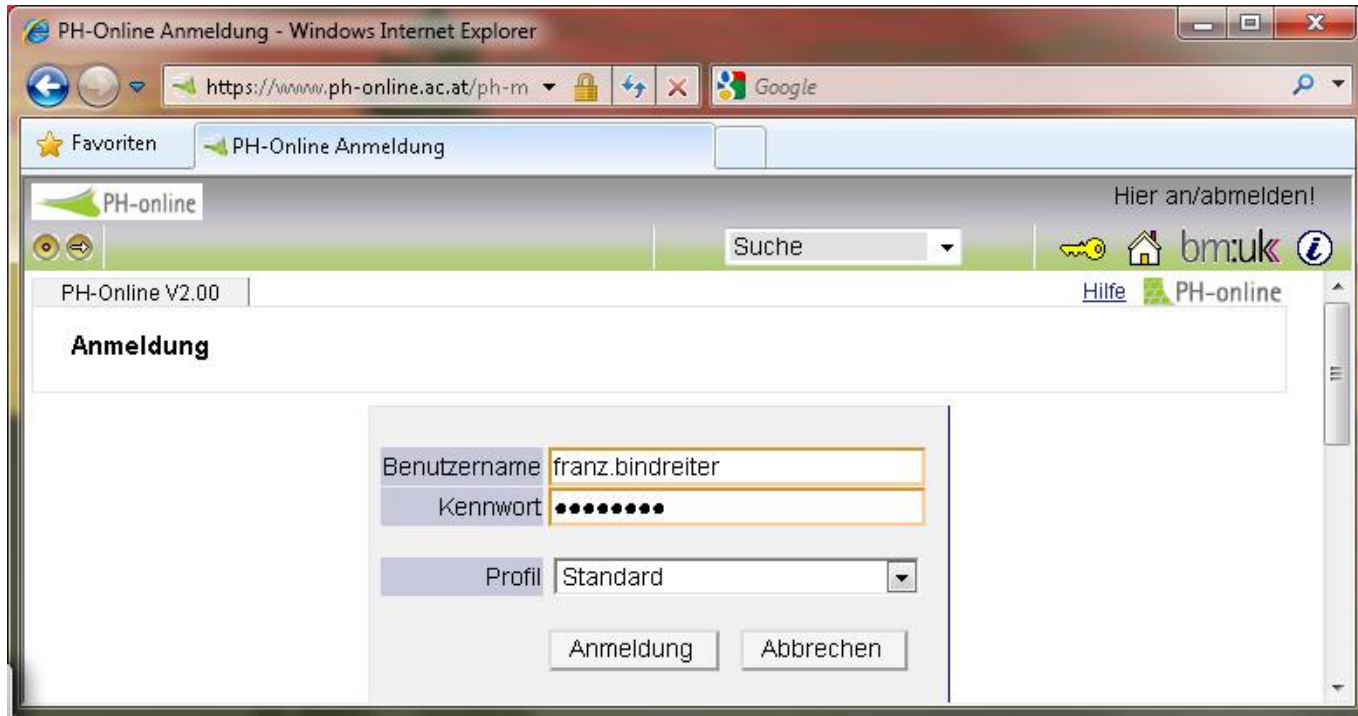 PH-Online Anmeldung - Windows Internet Explorer
https://www.ph-online.ac.at/ph-m
Google
Favoriten
PH-Online Anmeldung
PH-online
Hier an/abmelden!
Suche
bm:uk
PH-Online V2.00
Hilfe
PH-online
Anmeldung
Benutzername franz.bindreiter
Kennwort ●●●●●●●●
Profil Standard
Anmeldung Abbrechen